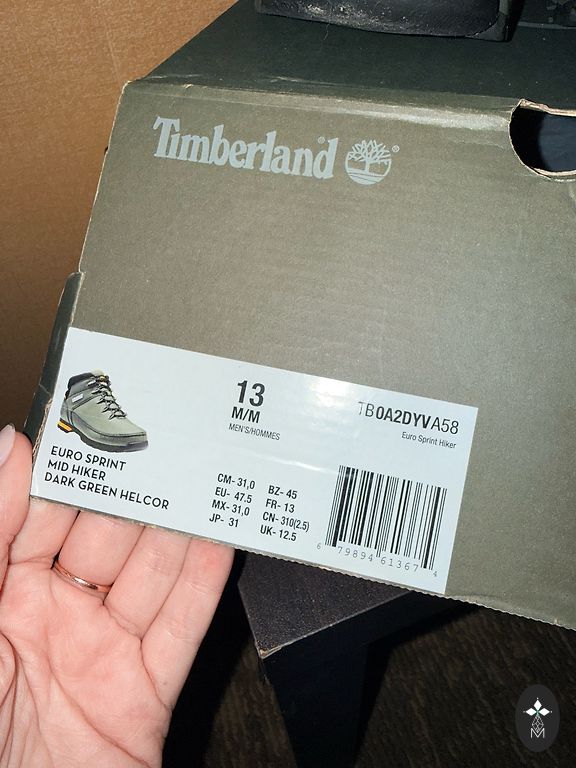 Timberland®
13
M/M
MEN'S/HOMMES
TB0A2DYVA58
Euro Sprint Hiker
EURO SPRINT
MID HIKER
DARK GREEN HELCOR
CM- 31,0 BZ- 45
EU- 47.5 FR- 13
MX- 31,0 CN- 310(2.5)
JP- 31 UK- 12.5
6 79894 61367 4
M